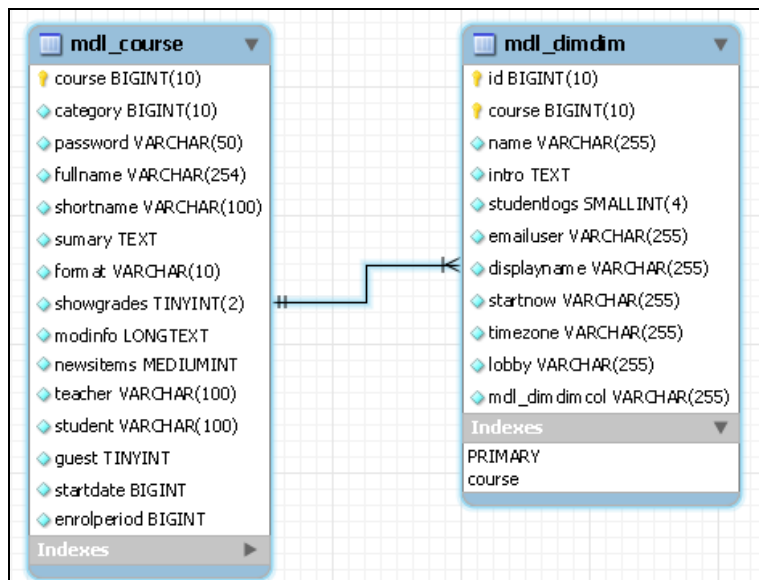 mdl_course
course BIGINT(10)
category BIGINT(10)
password VARCHAR(50)
fullname VARCHAR(254)
shortname VARCHAR(100)
sumary TEXT
format VARCHAR(10)
showgrades TINYINT(2)
modinfo LONGTEXT
newsitems MEDIUMINT
teacher VARCHAR(100)
student VARCHAR(100)
guest TINYINT
startdate BIGINT
enrolperiod BIGINT
Indexes
mdl_dimdim
id BIGINT(10)
course BIGINT(10)
name VARCHAR(255)
intro TEXT
studentlogs SMALLINT(4)
emailuser VARCHAR(255)
displayname VARCHAR(255)
startnow VARCHAR(255)
timezone VARCHAR(255)
lobby VARCHAR(255)
mdl_dimdimcol VARCHAR(255)
Indexes
PRIMARY
course